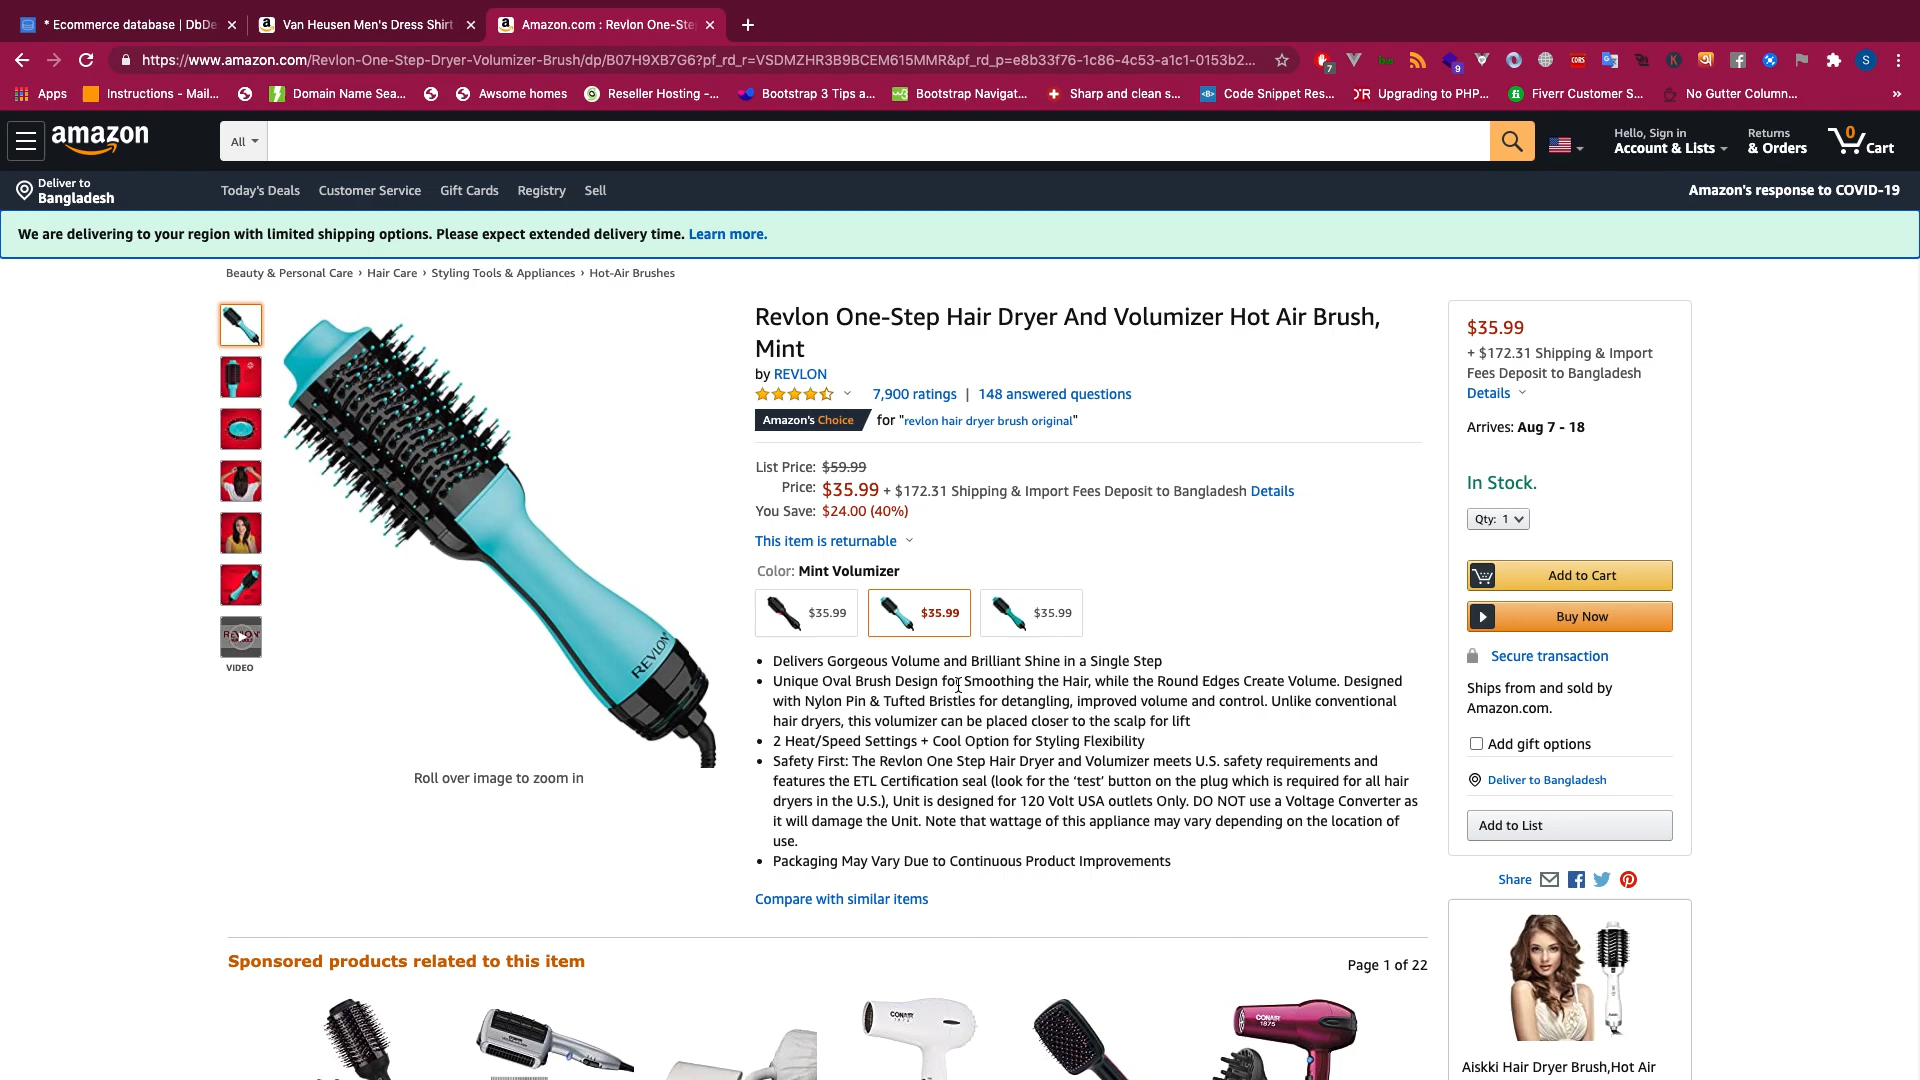 * Ecommerce database | DbDe
Van Heusen Men's Dress Shirt
Amazon.com : Revlon One-Ste
https://www.amazon.com/Revlon-One-Step-Dryer-Volumizer-Brush/dp/B07H9XB7G6?pf_rd_r=VSDMZHR3B9BCEM615MMR&pf_rd_p=e8b33f76-1c86-4c53-a1c1-0153b2...
7
9
CORS
S
Apps
Instructions - Mail...
Domain Name Sea...
Awsome homes
Reseller Hosting -...
Bootstrap 3 Tips a...
Bootstrap Navigat...
Sharp and clean s...
Code Snippet Res...
Upgrading to PHP...
Fiverr Customer S...
No Gutter Column...
»
amazon
All
Hello, Sign in
Account & Lists
Returns
& Orders
0
Cart
Deliver to
Bangladesh
Today's Deals
Customer Service
Gift Cards
Registry
Sell
Amazon's response to COVID-19
We are delivering to your region with limited shipping options. Please expect extended delivery time. Learn more.
Beauty & Personal Care › Hair Care › Styling Tools & Appliances › Hot-Air Brushes
REVLON
VIDEO
REVLON
Roll over image to zoom in
Revlon One-Step Hair Dryer And Volumizer Hot Air Brush,
Mint
by REVLON
7,900 ratings | 148 answered questions
Amazon's Choice for "revlon hair dryer brush original"
List Price: $59.99
Price: $35.99 + $172.31 Shipping & Import Fees Deposit to Bangladesh Details
You Save: $24.00 (40%)
This item is returnable
Color: Mint Volumizer
$35.99
$35.99
$35.99
• Delivers Gorgeous Volume and Brilliant Shine in a Single Step
• Unique Oval Brush Design for Smoothing the Hair, while the Round Edges Create Volume. Designed
with Nylon Pin & Tufted Bristles for detangling, improved volume and control. Unlike conventional
hair dryers, this volumizer can be placed closer to the scalp for lift
• 2 Heat/Speed Settings + Cool Option for Styling Flexibility
• Safety First: The Revlon One Step Hair Dryer and Volumizer meets U.S. safety requirements and
features the ETL Certification seal (look for the ‘test’ button on the plug which is required for all hair
dryers in the U.S.), Unit is designed for 120 Volt USA outlets Only. DO NOT use a Voltage Converter as
it will damage the Unit. Note that wattage of this appliance may vary depending on the location of
use.
• Packaging May Vary Due to Continuous Product Improvements
Compare with similar items
$35.99
+ $172.31 Shipping & Import
Fees Deposit to Bangladesh
Details
Arrives: Aug 7 - 18
In Stock.
Qty: 1
Add to Cart
Buy Now
Secure transaction
Ships from and sold by
Amazon.com.
Add gift options
Deliver to Bangladesh
Add to List
Share
Sponsored products related to this item
Page 1 of 22
CONAIR
CONAIR
1875
Aiskki Hair Dryer Brush,Hot Air